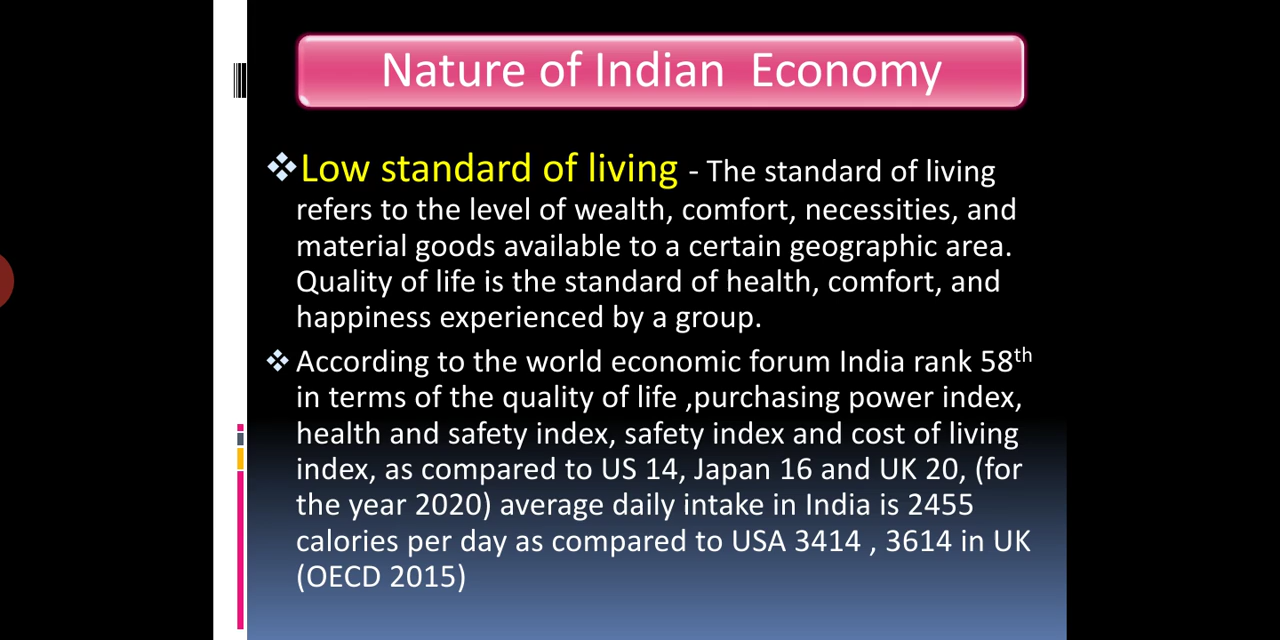 Nature of Indian  Economy
❖Low standard of living - The standard of living
refers to the level of wealth, comfort, necessities, and
material goods available to a certain geographic area.
Quality of life is the standard of health, comfort, and
happiness experienced by a group.
❖ According to the world economic forum India rank 58th
in terms of the quality of life ,purchasing power index,
health and safety index, safety index and cost of living
index, as compared to US 14, Japan 16 and UK 20, (for
the year 2020) average daily intake in India is 2455
calories per day as compared to USA 3414 , 3614 in UK
(OECD 2015)